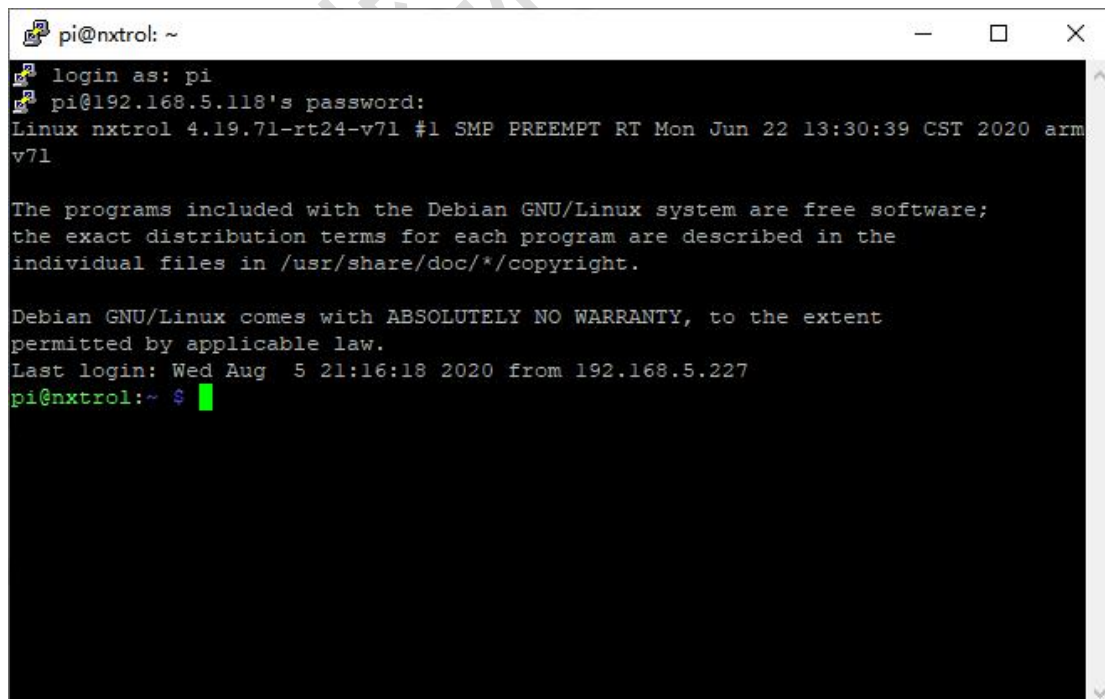 pi@nxtrol: ~
login as: pi
pi@192.168.5.118's password:
Linux nxtrol 4.19.71-rt24-v7l #1 SMP PREEMPT RT Mon Jun 22 13:30:39 CST 2020 arm
v7l
The programs included with the Debian GNU/Linux system are free software;
the exact distribution terms for each program are described in the
individual files in /usr/share/doc/*/copyright.
Debian GNU/Linux comes with ABSOLUTELY NO WARRANTY, to the extent
permitted by applicable law.
Last login: Wed Aug  5 21:16:18 2020 from 192.168.5.227
pi@nxtrol:~ $